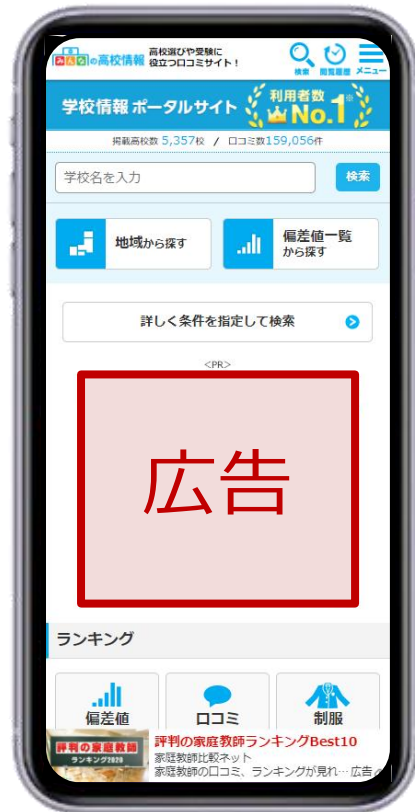 みんなの高校情報
高校選びや受験に
役立つ口コミサイト！
検索 閲覧履歴 メニュー
学校情報 ポータルサイト
利用者数
No.1※
掲載高校数 5,357校 / 口コミ数159,056件
学校名を入力
検索
地域から探す
偏差値一覧
から探す
詳しく条件を指定して検索
<PR>
広告
ランキング
偏差値
口コミ
制服
評判の家庭教師
ランキング2020
評判の家庭教師ランキングBest10
家庭教師比較ネット
家庭教師の口コミ、ランキングが見れ… 広告